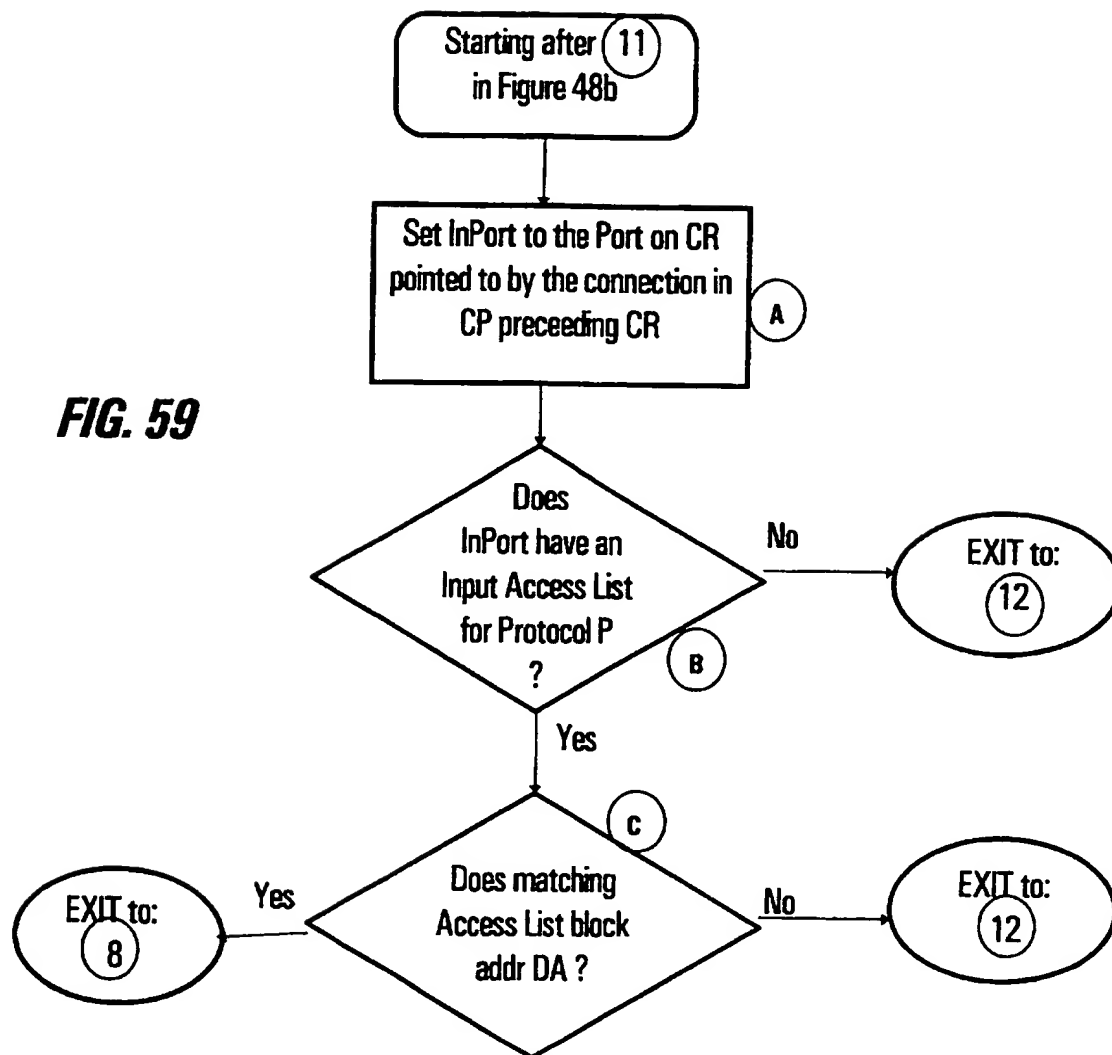 Starting after 11
in Figure 48b
Set InPort to the Port on CR
pointed to by the connection in
CP preceeding CR
A
FIG. 59
Does
InPort have an
Input Access List
for Protocol P
?
B
No
EXIT to:
12
Yes
C
Does matching
Access List block
addr DA ?
Yes
EXIT to:
8
No
EXIT to:
12